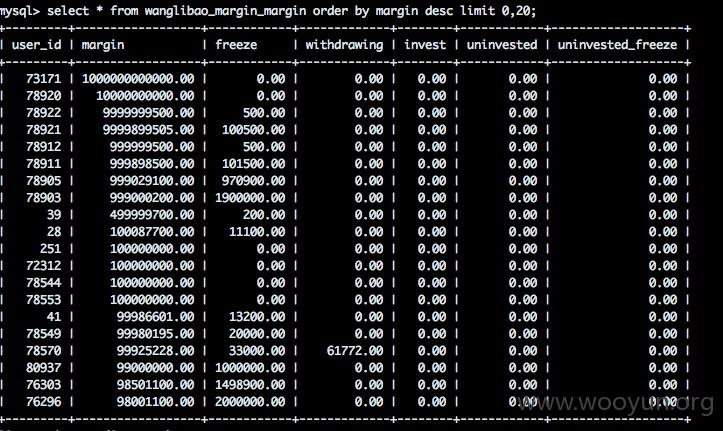 mysql> select * from wanglibao_margin_margin order by margin desc limit 0,20;
+---------+------------------+------------+-------------+--------+------------+-------------------+
| user_id | margin | freeze | withdrawing | invest | uninvested | uninvested_freeze |
+---------+------------------+------------+-------------+--------+------------+-------------------+
| 73171 | 1000000000000.00 | 0.00 | 0.00 | 0.00 | 0.00 | 0.00 |
| 78920 | 10000000000.00 | 0.00 | 0.00 | 0.00 | 0.00 | 0.00 |
| 78922 | 9999999500.00 | 500.00 | 0.00 | 0.00 | 0.00 | 0.00 |
| 78921 | 9999899505.00 | 100500.00 | 0.00 | 0.00 | 0.00 | 0.00 |
| 78912 | 999999500.00 | 500.00 | 0.00 | 0.00 | 0.00 | 0.00 |
| 78911 | 999898500.00 | 101500.00 | 0.00 | 0.00 | 0.00 | 0.00 |
| 78905 | 999029100.00 | 970900.00 | 0.00 | 0.00 | 0.00 | 0.00 |
| 78903 | 999000200.00 | 1900000.00 | 0.00 | 0.00 | 0.00 | 0.00 |
| 39 | 499999700.00 | 200.00 | 0.00 | 0.00 | 0.00 | 0.00 |
| 28 | 100087700.00 | 11100.00 | 0.00 | 0.00 | 0.00 | 0.00 |
| 251 | 100000000.00 | 0.00 | 0.00 | 0.00 | 0.00 | 0.00 |
| 72312 | 100000000.00 | 0.00 | 0.00 | 0.00 | 0.00 | 0.00 |
| 78544 | 100000000.00 | 0.00 | 0.00 | 0.00 | 0.00 | 0.00 |
| 78553 | 100000000.00 | 0.00 | 0.00 | 0.00 | 0.00 | 0.00 |
| 41 | 99986601.00 | 13200.00 | 0.00 | 0.00 | 0.00 | 0.00 |
| 78549 | 99980195.00 | 20000.00 | 0.00 | 0.00 | 0.00 | 0.00 |
| 78570 | 99925228.00 | 33000.00 | 61772.00 | 0.00 | 0.00 | 0.00 |
| 80937 | 99000000.00 | 1000000.00 | 0.00 | 0.00 | 0.00 | 0.00 |
| 76303 | 98501100.00 | 1498900.00 | 0.00 | 0.00 | 0.00 | 0.00 |
| 76296 | 98001100.00 | 2000000.00 | 0.00 | 0.00 | 0.00 | 0.00 |
+---------+------------------+------------+-------------+--------+------------+-------------------+
www.wooyun.org